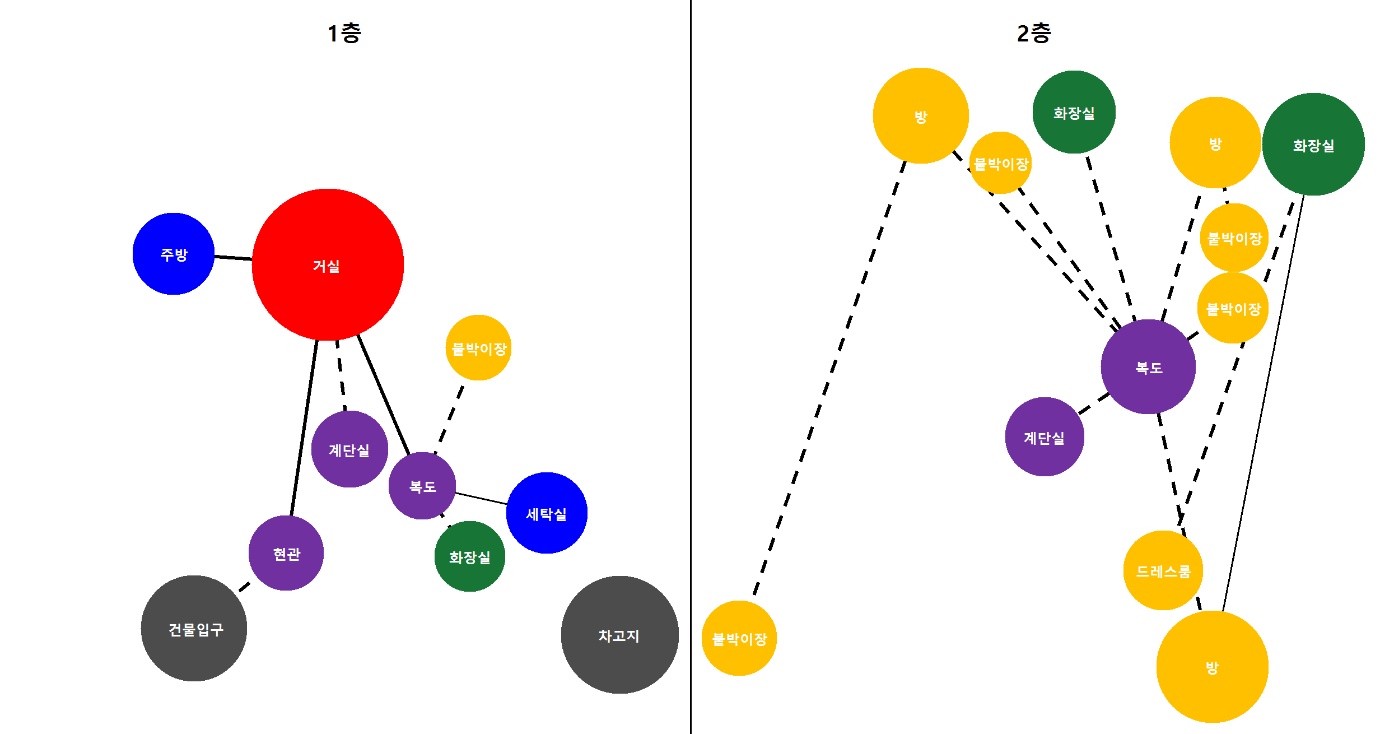 1층
주방
거실
붙박이장
계단실
복도
세탁실
현관
화장실
건물입구
차고지
2층
방
화장실
방
화장실
붙박이장
붙박이장
붙박이장
복도
계단실
드레스룸
붙박이장
방